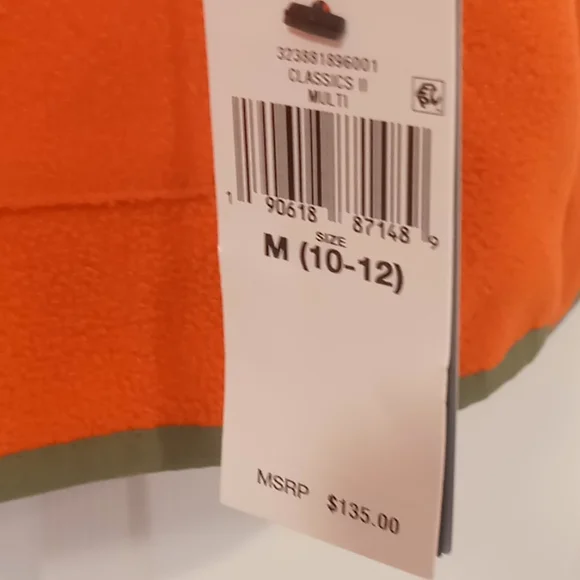 323881896001
CLASSICS II
MULTI
1 90618 87148 9
SIZE
M (10-12)
MSRP $135.00